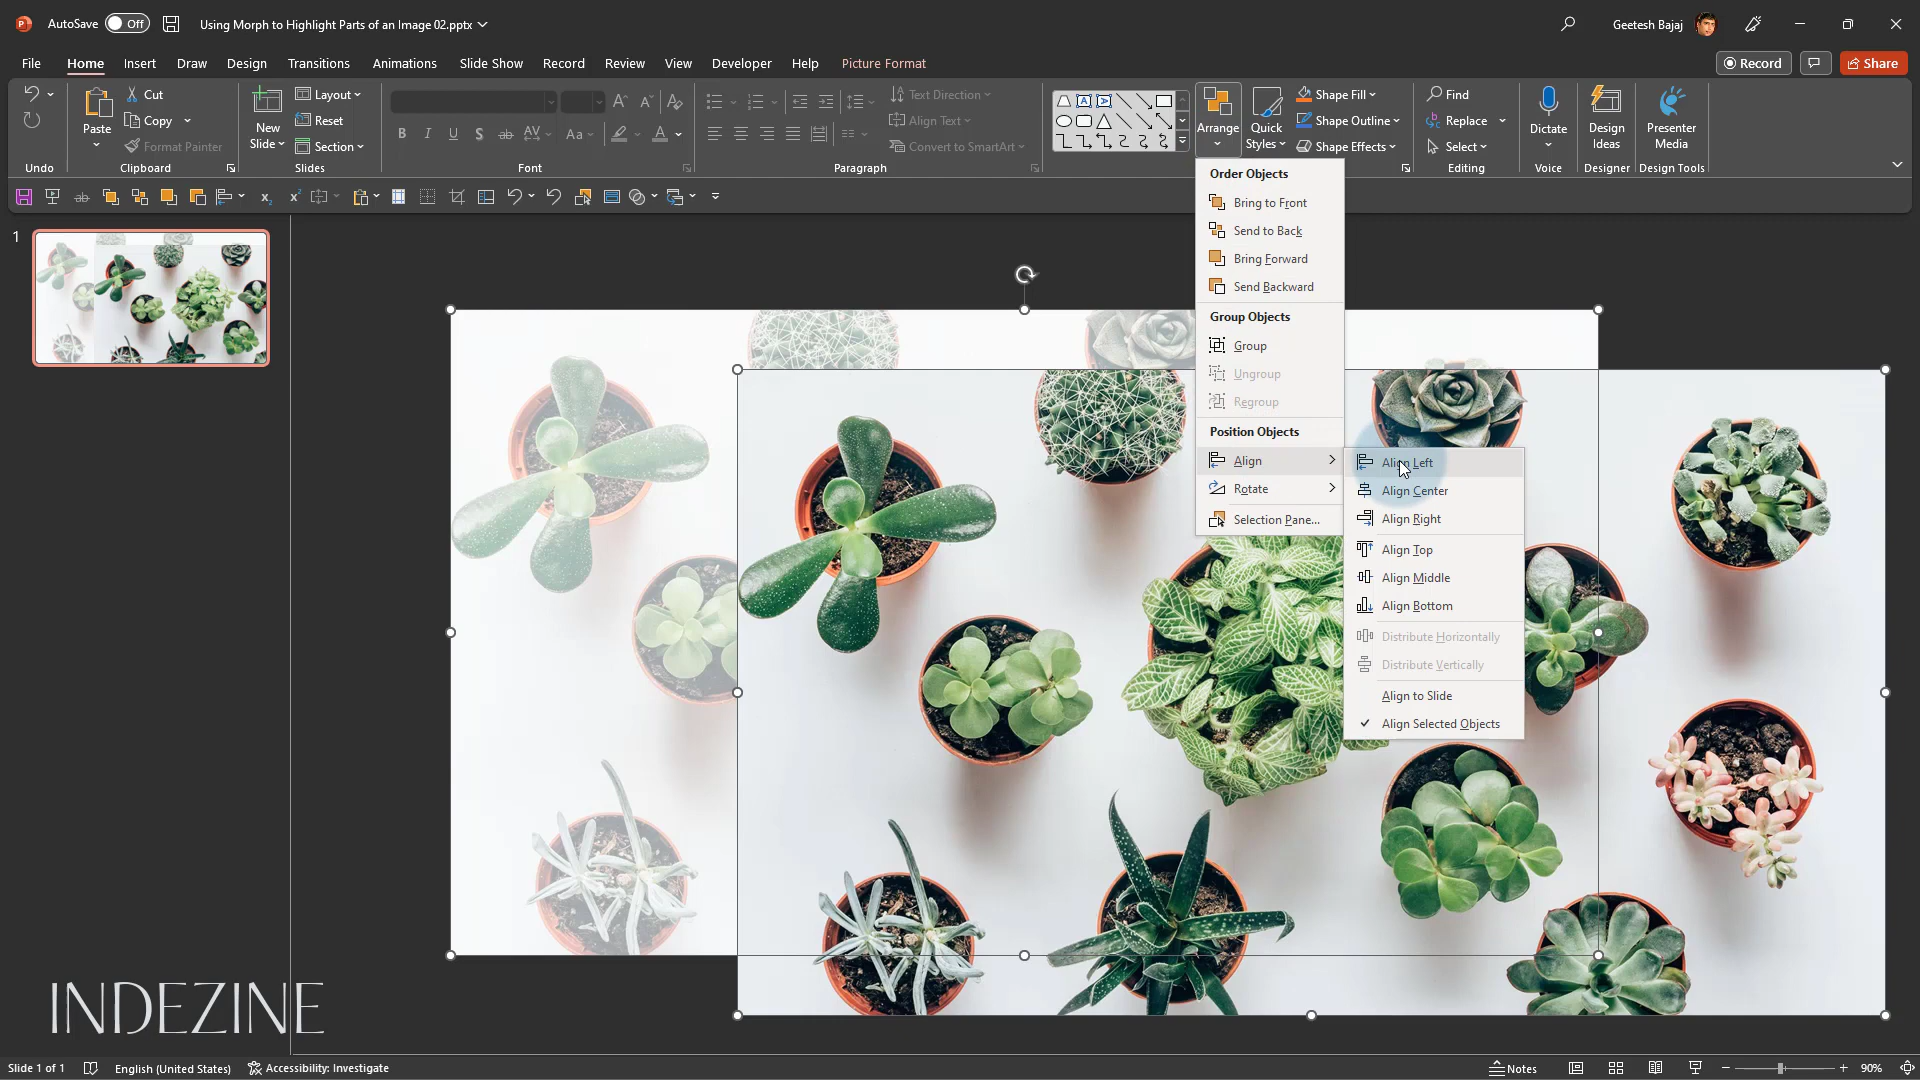 AutoSave Off Using Morph to Highlight Parts of an Image 02.pptx Geetesh Bajaj
File Home Insert Draw Design Transitions Animations Slide Show Record Review View Developer Help Picture Format Record Share
Cut
Copy
Format Painter
Paste
Undo
Clipboard
New Slide
Layout
Reset
Section
Slides
Font
Text Direction
Align Text
Convert to SmartArt
Paragraph
Arrange
Quick Styles
Shape Fill
Shape Outline
Shape Effects
Find
Replace
Select
Editing
Dictate
Voice
Design Ideas
Designer
Presenter Media
Design Tools
Order Objects
Bring to Front
Send to Back
Bring Forward
Send Backward
Group Objects
Group
Ungroup
Regroup
Position Objects
Align
Rotate
Selection Pane...
Align Left
Align Center
Align Right
Align Top
Align Middle
Align Bottom
Distribute Horizontally
Distribute Vertically
Align to Slide
Align Selected Objects
1
INDEZINE
Slide 1 of 1 English (United States) Accessibility: Investigate Notes 90%